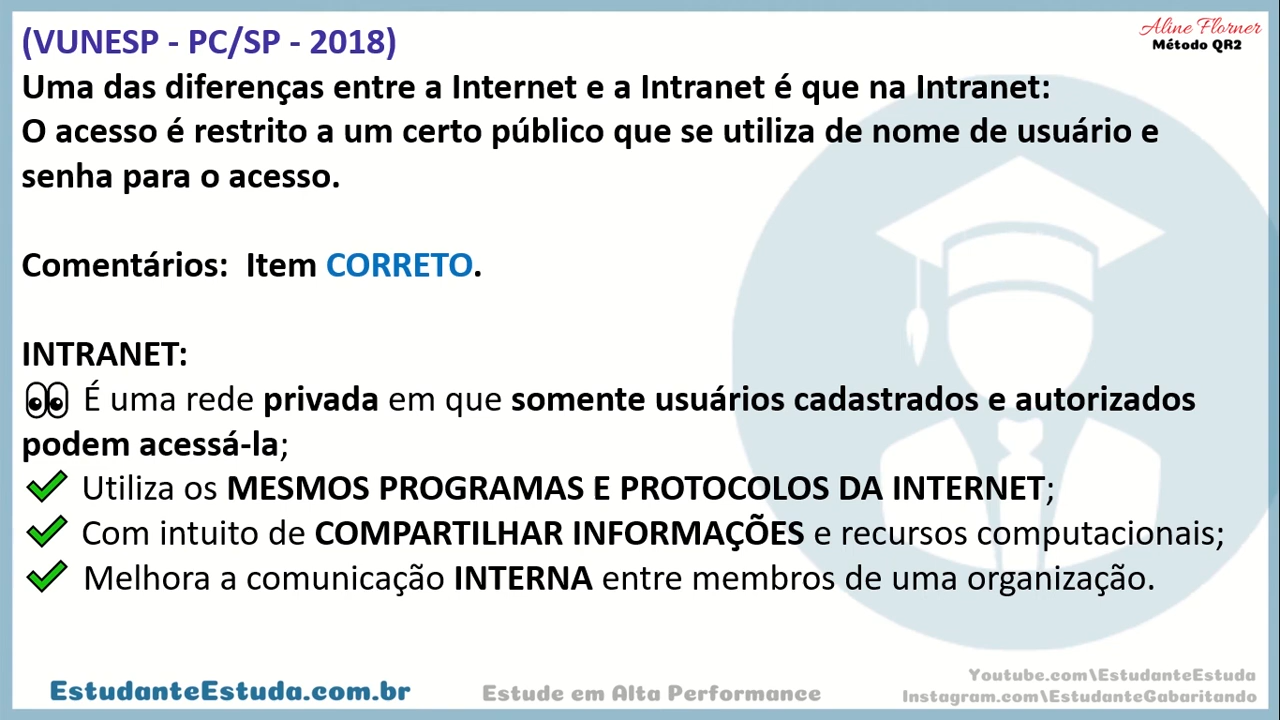 (VUNESP - PC/SP - 2018)
Aline Florner
Método QR2
Uma das diferenças entre a Internet e a Intranet é que na Intranet:
O acesso é restrito a um certo público que se utiliza de nome de usuário e
senha para o acesso.
Comentários: Item CORRETO.
INTRANET:
É uma rede privada em que somente usuários cadastrados e autorizados
podem acessá-la;
Utiliza os MESMOS PROGRAMAS E PROTOCOLOS DA INTERNET;
Com intuito de COMPARTILHAR INFORMAÇÕES e recursos computacionais;
Melhora a comunicação INTERNA entre membros de uma organização.
EstudanteEstuda.com.br
Estude em Alta Performance
Youtube.com\EstudanteEstuda
Instagram.com\EstudanteGabaritando